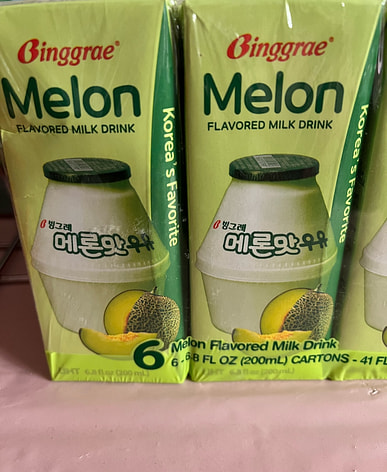 Binggrae®
Melon
FLAVORED MILK DRINK
Korea's Favorite
빙그레
메론맛우유
Binggrae®
Melon
FLAVORED MILK DRINK
Korea's Favorite
빙그레
메론맛우유
6 Melon Flavored Milk Drink
6 - 6.8 FL OZ (200mL) CARTONS - 41 FL